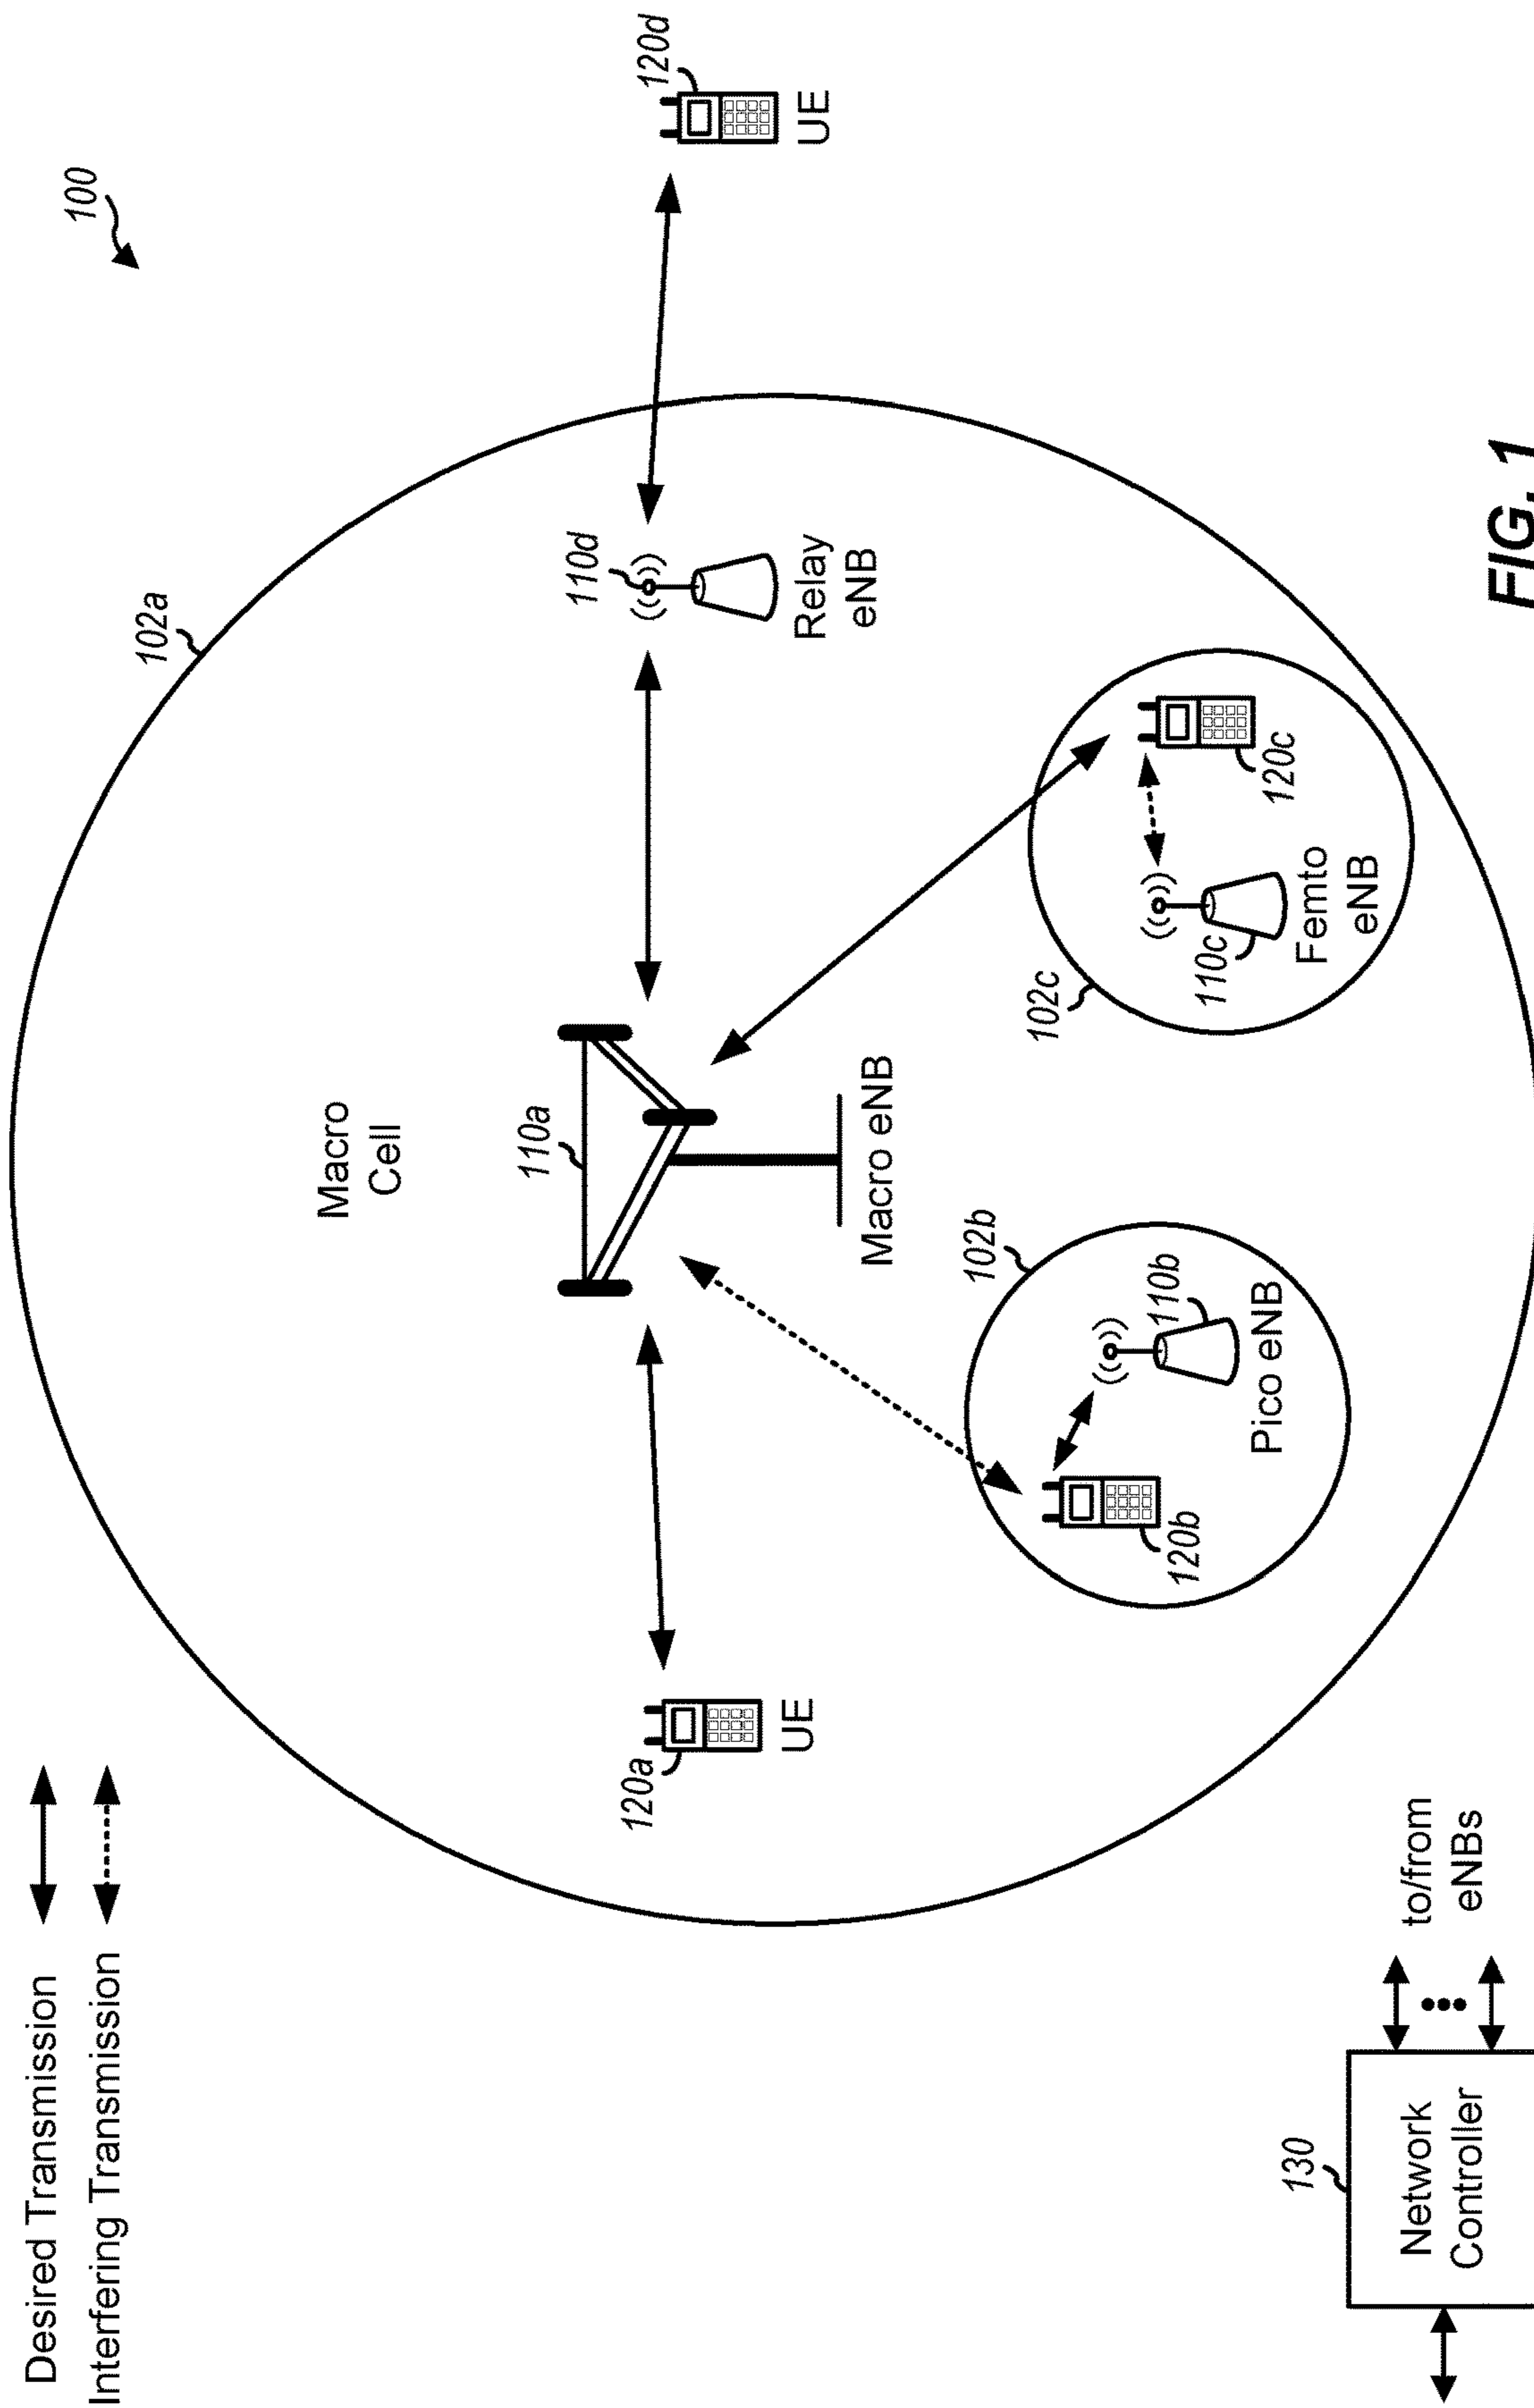 Desired Transmission
Interfering Transmission
100
102a
Macro
Cell
110a
110d
120a
UE
120d
UE
Relay
eNB
Macro eNB
102b
102c
110b
Pico eNB
120b
110c
120c
Femto
eNB
130
Network
Controller
to/from
eNBs
FIG. 1